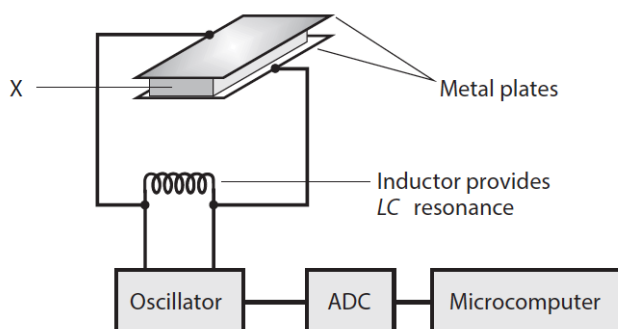 X
Metal plates
Inductor provides
LC resonance
Oscillator
ADC
Microcomputer